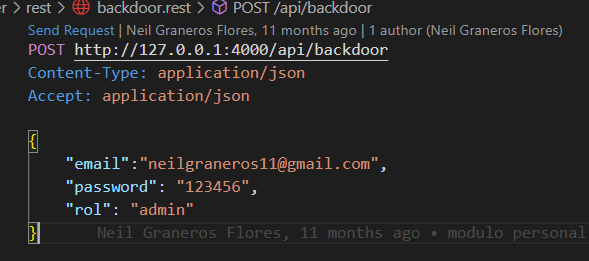 er > rest > backdoor.rest > POST /api/backdoor
Send Request | Neil Graneros Flores, 11 months ago | 1 author (Neil Graneros Flores)
POST http://127.0.0.1:4000/api/backdoor
Content-Type: application/json
Accept: application/json
{
"email":"neilgraneros11@gmail.com",
"password": "123456",
"rol": "admin"
} Neil Graneros Flores, 11 months ago • modulo personal